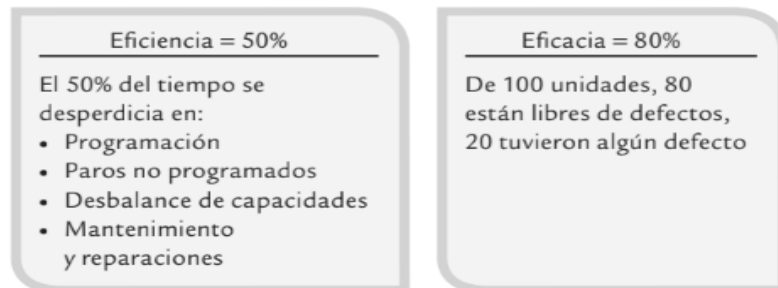 Eficiencia = 50%
El 50% del tiempo se
desperdicia en:
• Programación
• Paros no programados
• Desbalance de capacidades
• Mantenimiento
y reparaciones
Eficacia = 80%
De 100 unidades, 80
están libres de defectos,
20 tuvieron algún defecto